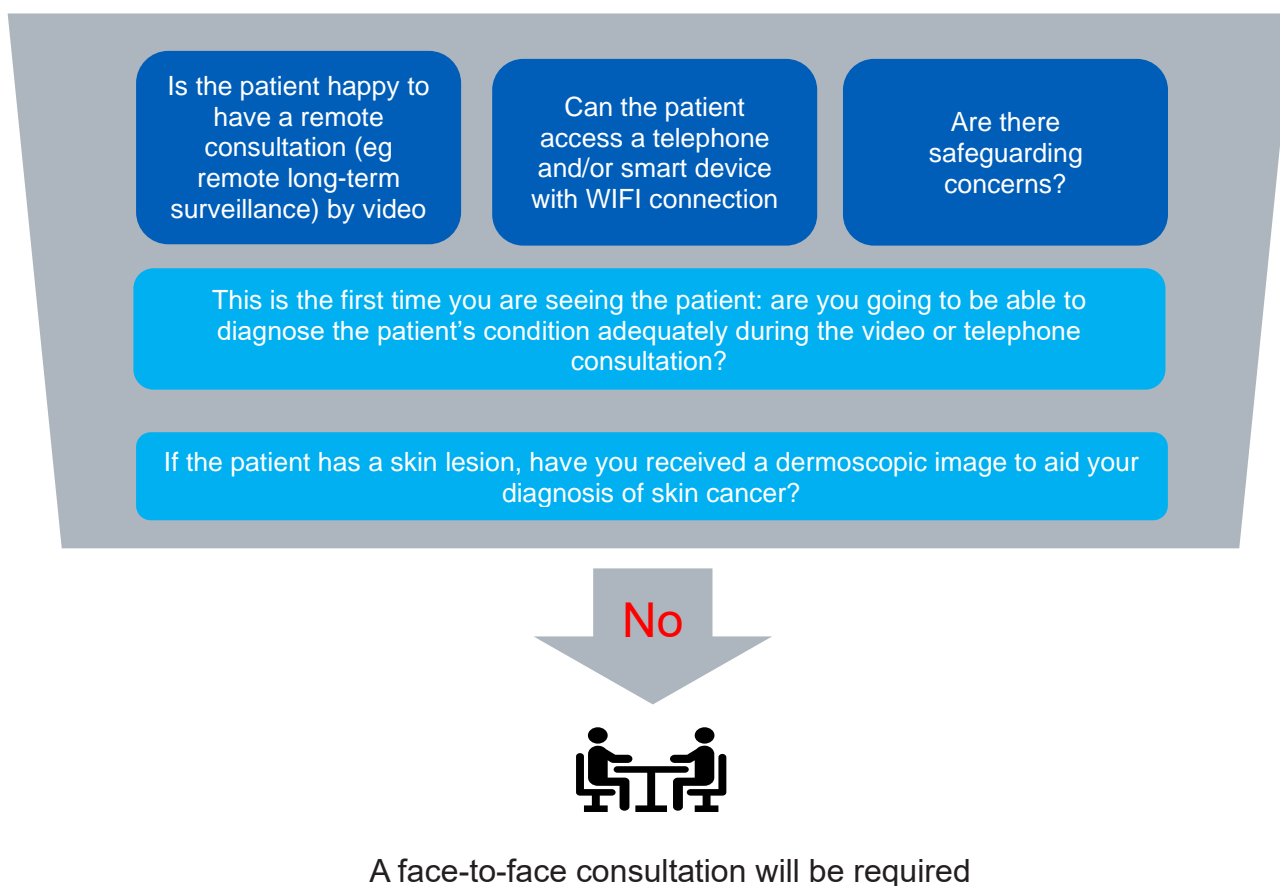 Is the patient happy to
have a remote
consultation (eg
remote long-term
surveillance) by video
Can the patient
access a telephone
and/or smart device
with WIFI connection
Are there
safeguarding
concerns?
This is the first time you are seeing the patient: are you going to be able to
diagnose the patient's condition adequately during the video or telephone
consultation?
If the patient has a skin lesion, have you received a dermoscopic image to aid your
diagnosis of skin cancer?
No
A face-to-face consultation will be required